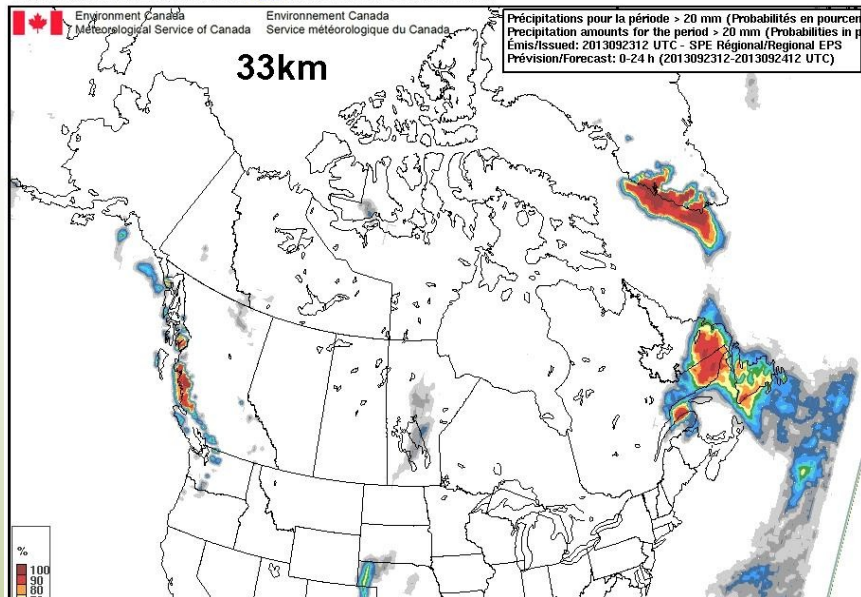 Environment Canada
Meteorological Service of Canada
Environnement Canada
Service météorologique du Canada
Précipitations pour la période > 20 mm (Probabilités en
Precipitation amounts for the period > 20 mm (Probabilities in
Émis/Issued: 2013092312 UTC - SPE Régional/Regional EPS
Prévision/Forecast: 0-24 h (2013092312-2013092412 UTC)
33km
%
100
90
80